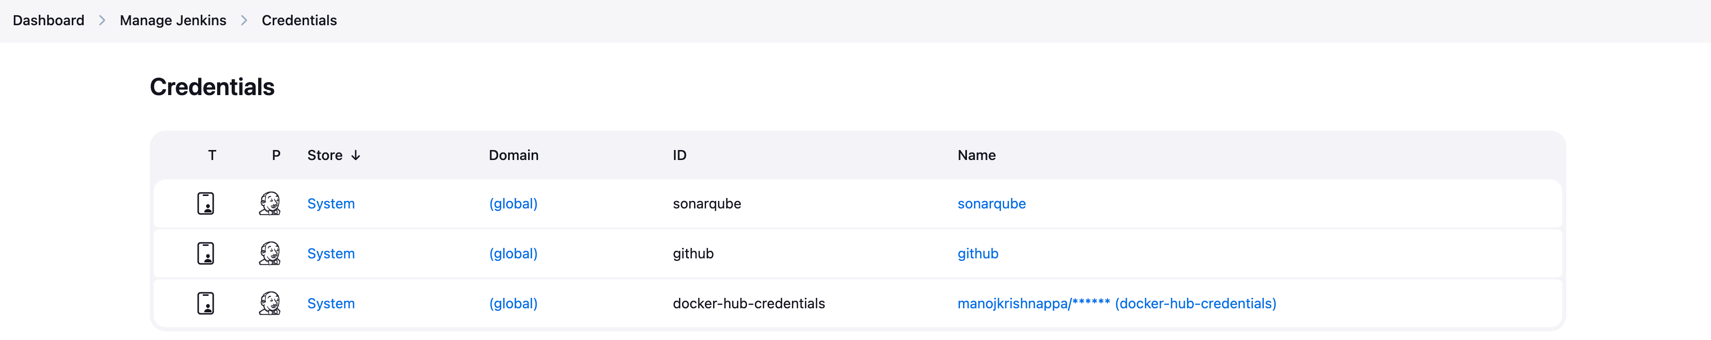 Dashboard > Manage Jenkins > Credentials
Credentials
T P Store ↓ Domain ID Name
System (global) sonarqube sonarqube
System (global) github github
System (global) docker-hub-credentials manojkrishnappa/****** (docker-hub-credentials)